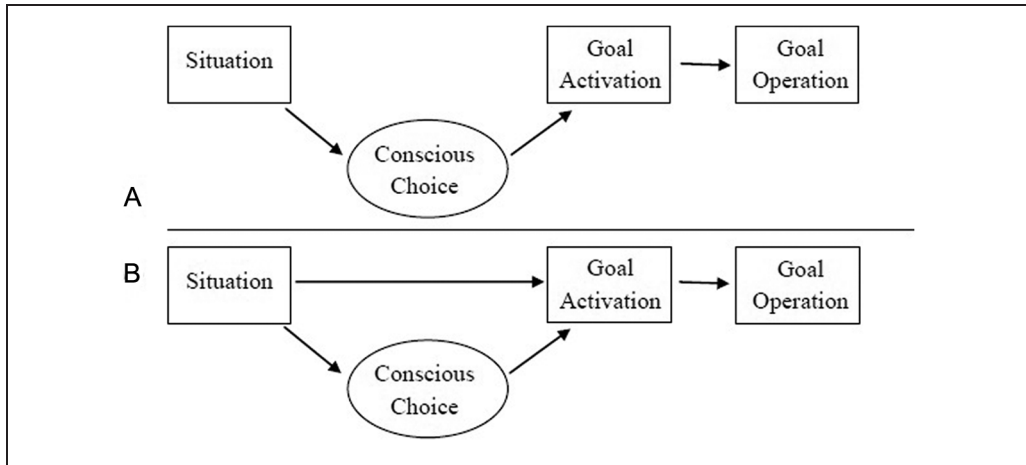 Situation
Goal
Activation
Goal
Operation
Conscious
Choice
A
B
Situation
Goal
Activation
Goal
Operation
Conscious
Choice